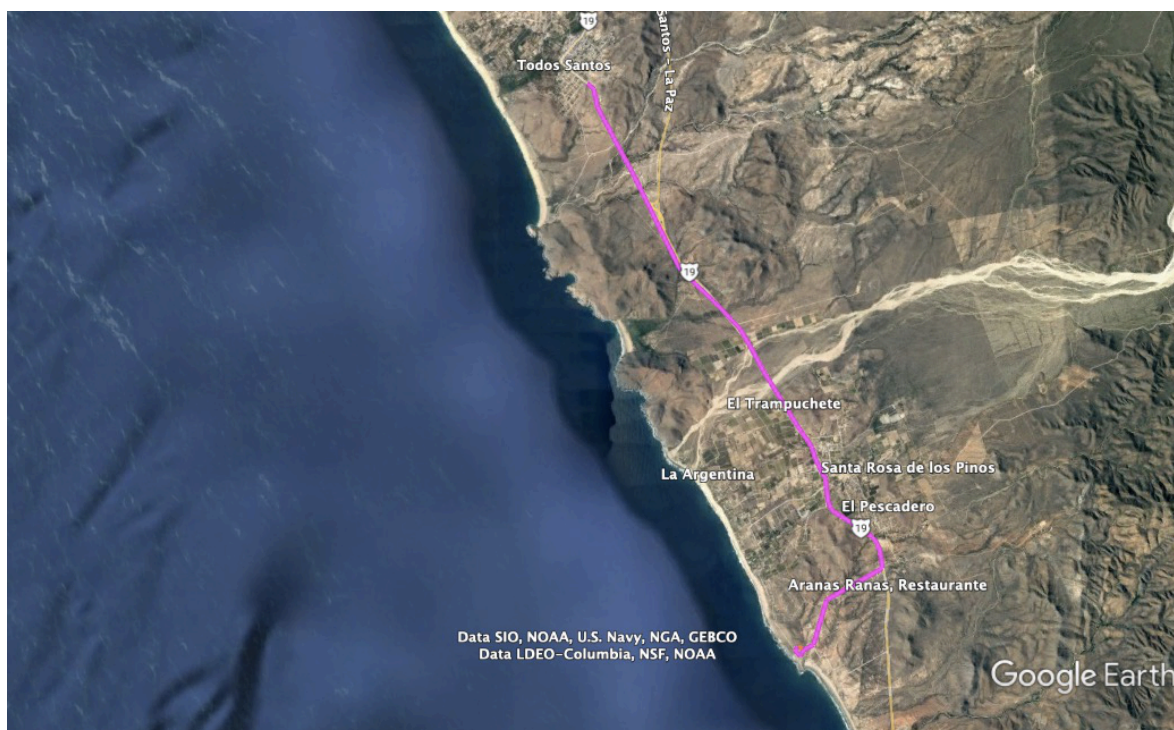 19
Santos - La Paz
Todos Santos
19
El Trampuchete
Santa Rosa de los Pinos
La Argentina
El Pescadero
19
Aranas Ranas, Restaurante
Data SIO, NOAA, U.S. Navy, NGA, GEBCO
Data LDEO-Columbia, NSF, NOAA
Google Earth